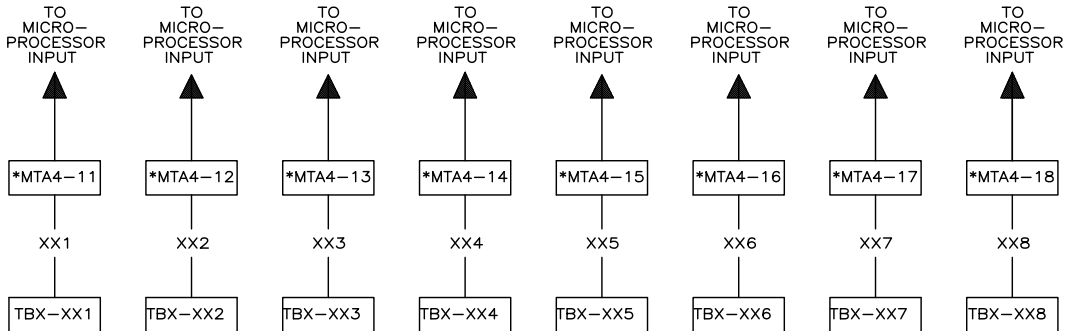 TO TO TO TO TO TO TO TO
MICRO– MICRO– MICRO– MICRO– MICRO– MICRO– MICRO– MICRO–
PROCESSOR PROCESSOR PROCESSOR PROCESSOR PROCESSOR PROCESSOR PROCESSOR PROCESSOR
INPUT INPUT INPUT INPUT INPUT INPUT INPUT INPUT
*MTA4–11 *MTA4–12 *MTA4–13 *MTA4–14 *MTA4–15 *MTA4–16 *MTA4–17 *MTA4–18
XX1 XX2 XX3 XX4 XX5 XX6 XX7 XX8
TBX–XX1 TBX–XX2 TBX–XX3 TBX–XX4 TBX–XX5 TBX–XX6 TBX–XX7 TBX–XX8